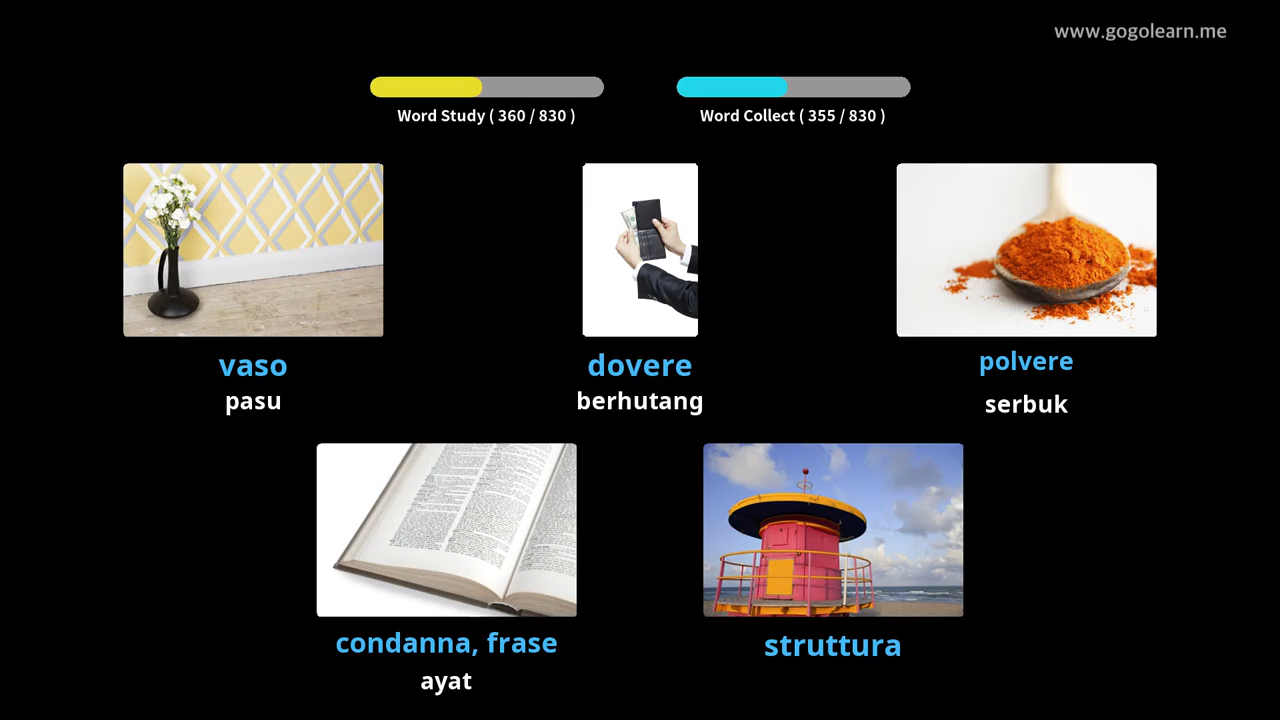 www.gogolearn.me
Word Study ( 360 / 830 )
Word Collect ( 355 / 830 )
vaso
pasu
dovere
berhutang
polvere
serbuk
condanna, frase
ayat
struttura